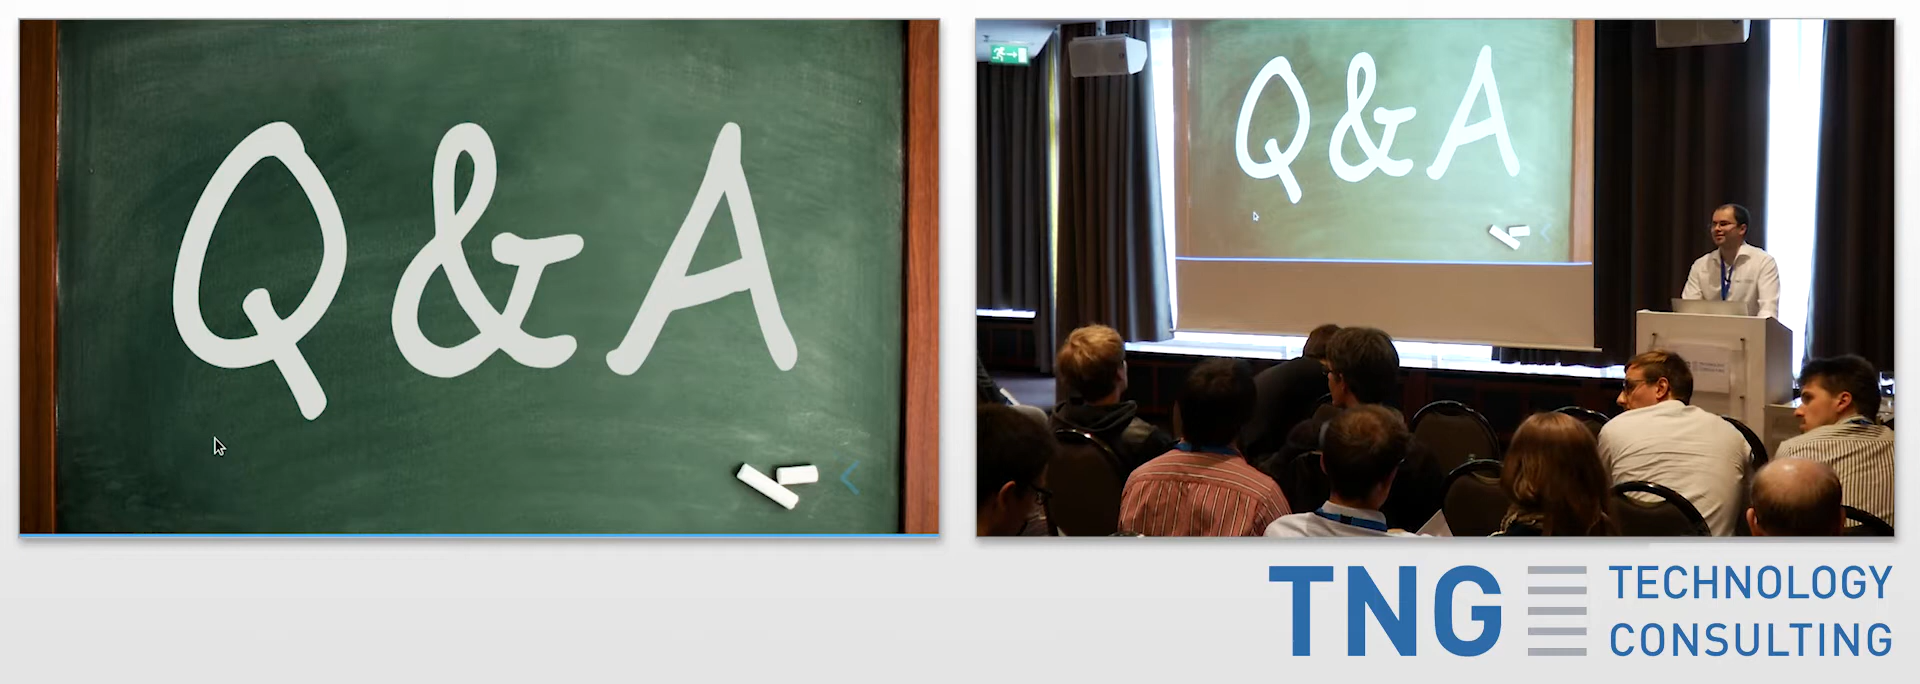 Q & A
Q & A
TNG TECHNOLOGY
CONSULTING